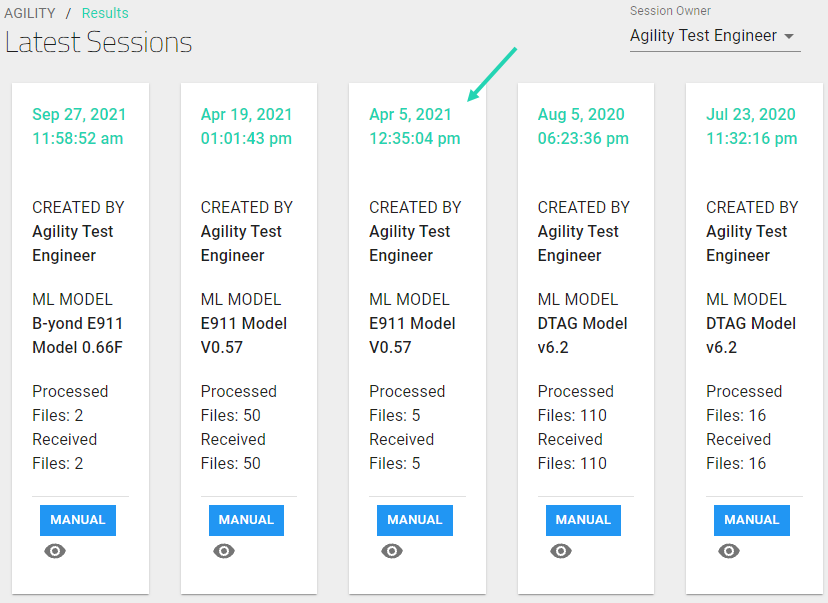 AGILITY / Results
Session Owner
Latest Sessions
Agility Test Engineer
Sep 27, 2021
11:58:52 am
CREATED BY
Agility Test
Engineer
ML MODEL
B-yond E911
Model 0.66F
Processed
Files: 2
Received
Files: 2
MANUAL
Apr 19, 2021
01:01:43 pm
CREATED BY
Agility Test
Engineer
ML MODEL
E911 Model
V0.57
Processed
Files: 50
Received
Files: 50
MANUAL
Apr 5, 2021
12:35:04 pm
CREATED BY
Agility Test
Engineer
ML MODEL
E911 Model
V0.57
Processed
Files: 5
Received
Files: 5
MANUAL
Aug 5, 2020
06:23:36 pm
CREATED BY
Agility Test
Engineer
ML MODEL
DTAG Model
v6.2
Processed
Files: 110
Received
Files: 110
MANUAL
Jul 23, 2020
11:32:16 pm
CREATED BY
Agility Test
Engineer
ML MODEL
DTAG Model
v6.2
Processed
Files: 16
Received
Files: 16
MANUAL